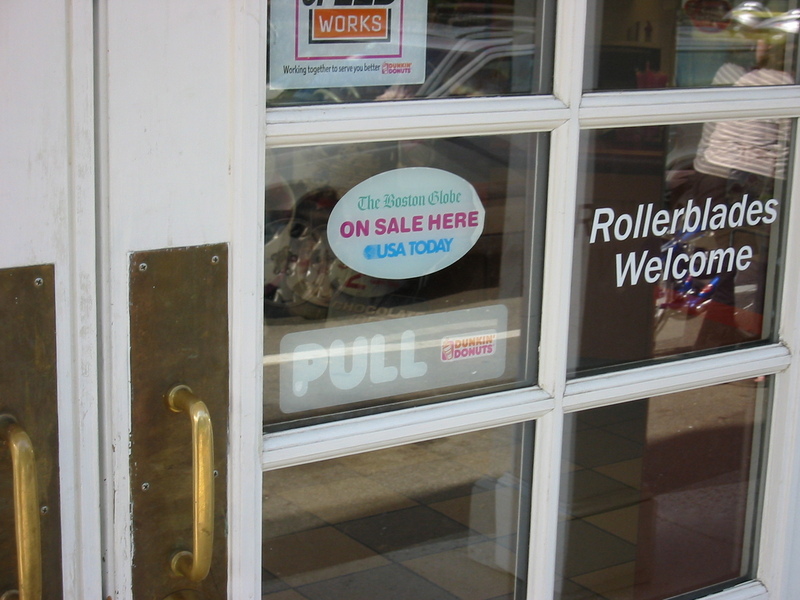 WORKS
Working together to serve you better DUNKIN' DONUTS
The Boston Globe
ON SALE HERE
USA TODAY
Rollerblades
Welcome
PULL DUNKIN' DONUTS